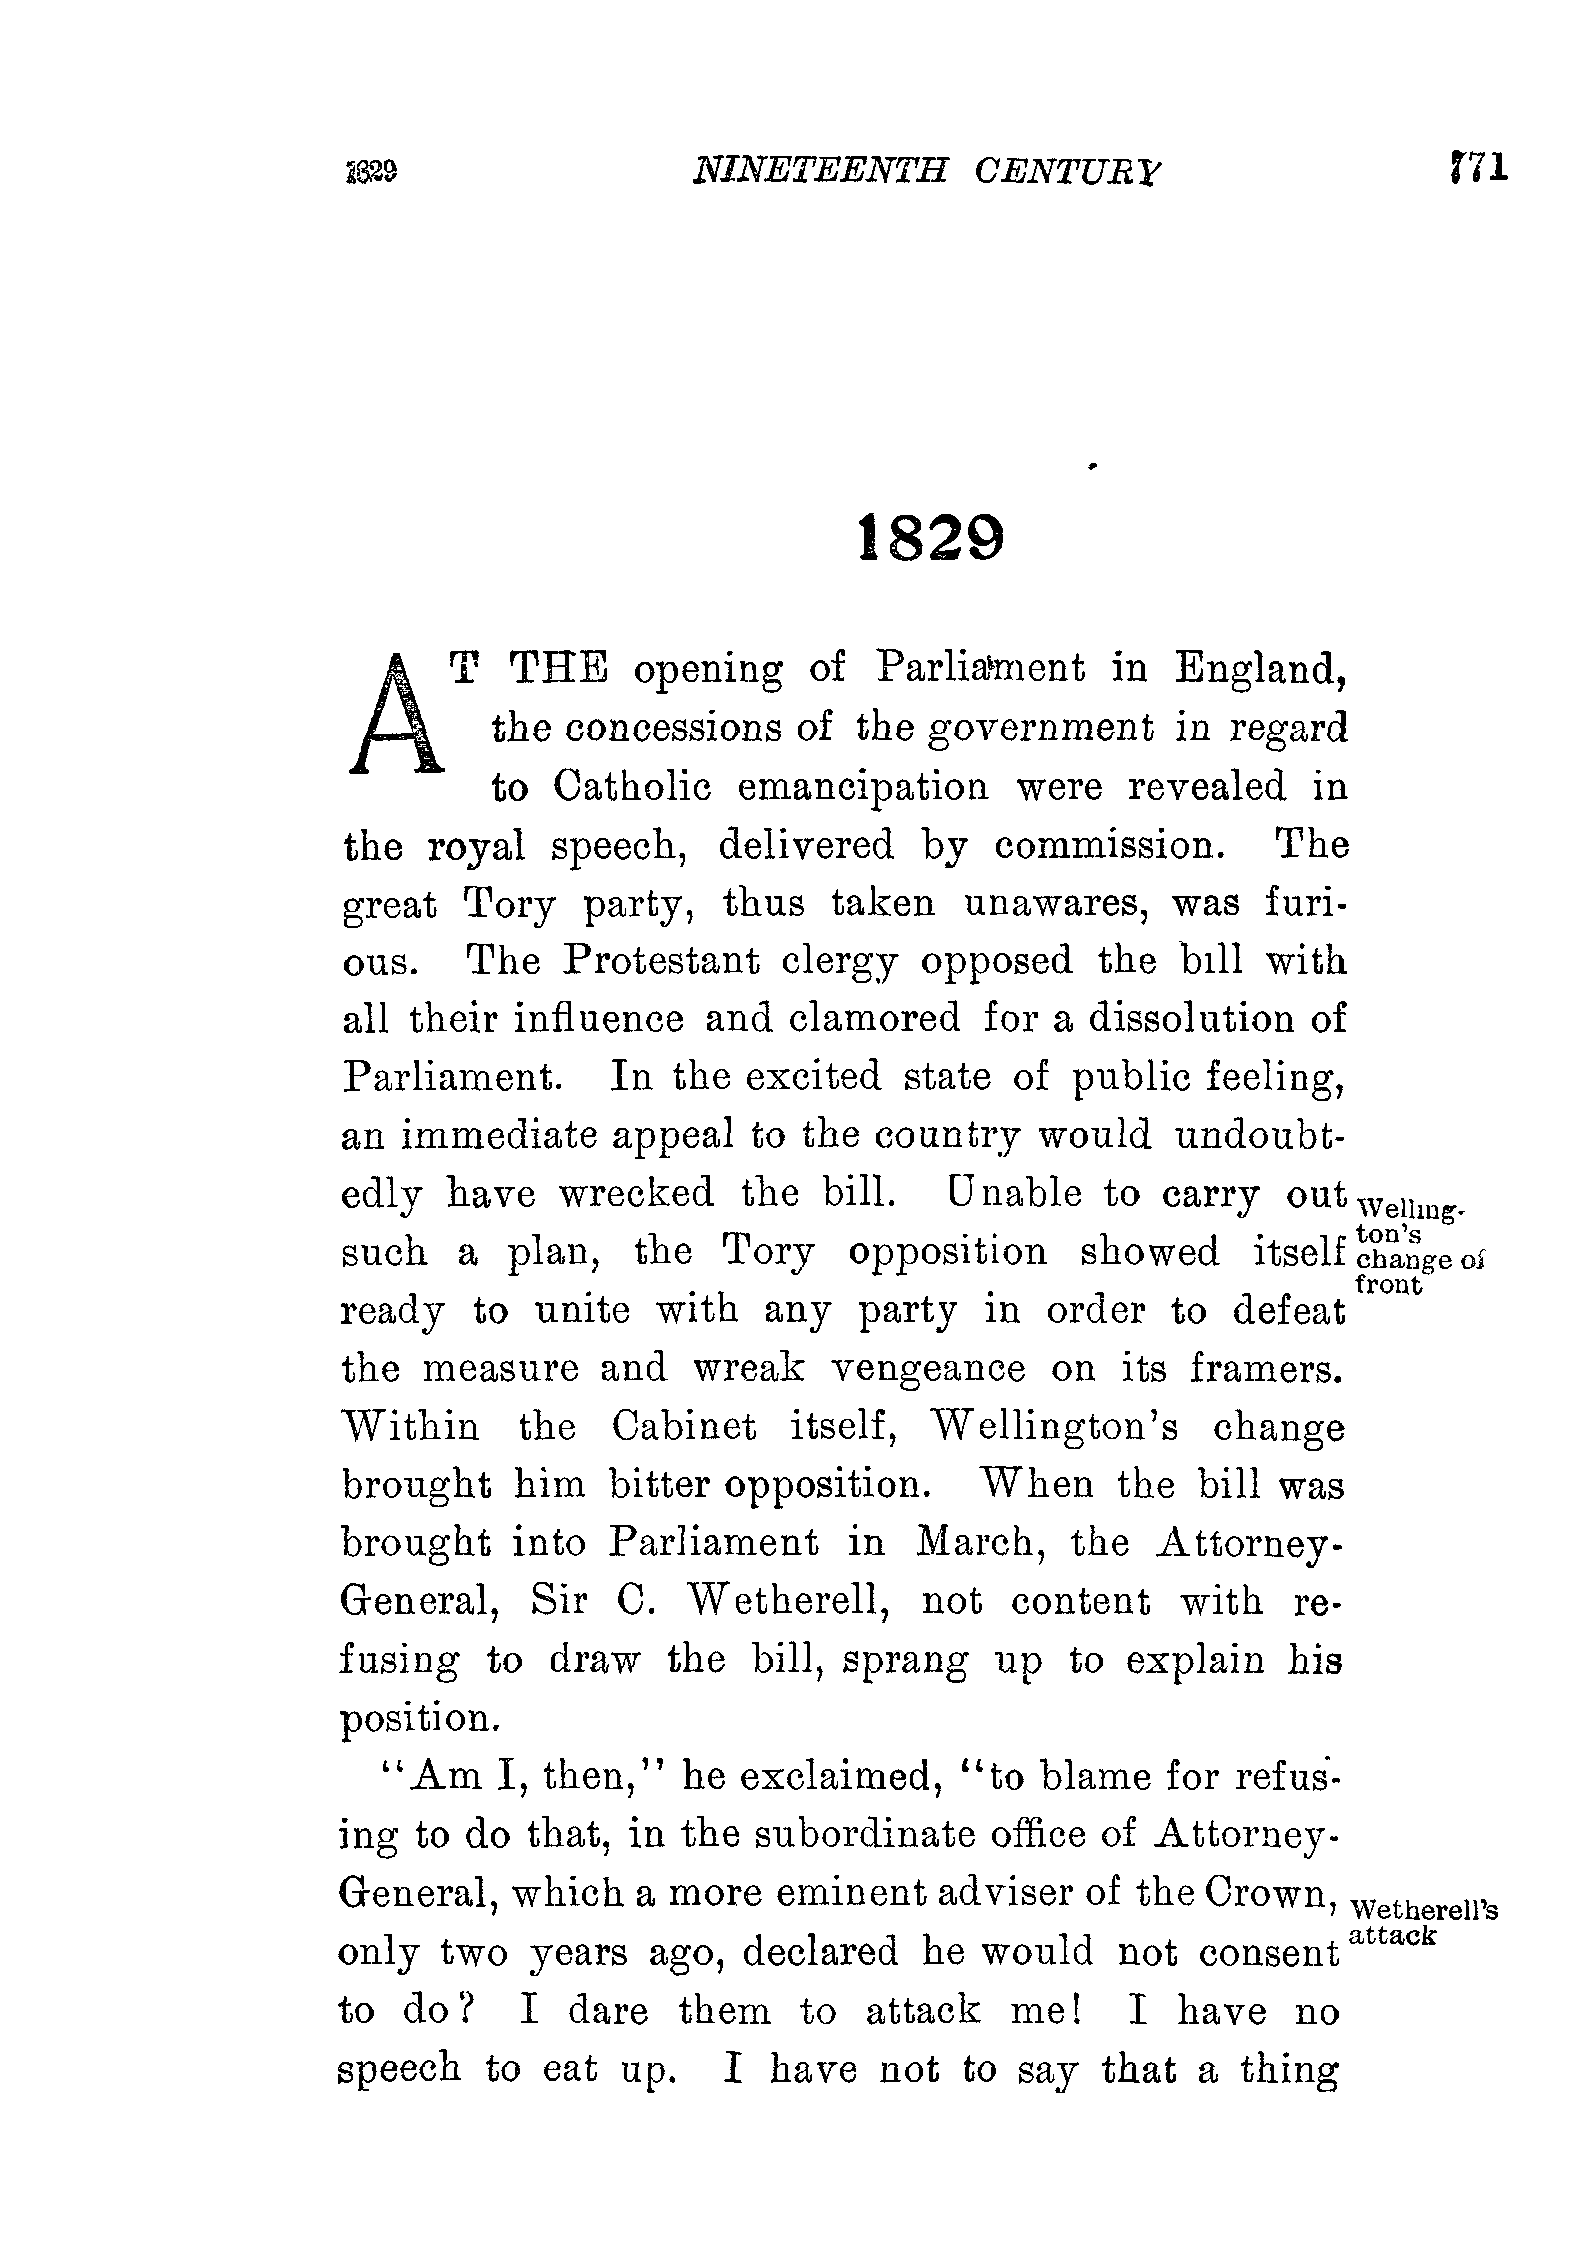 1829 NINETEENTH CENTURY 771
1829
AT THE opening of Parliament in England,
the concessions of the government in regard
to Catholic emancipation were revealed in
the royal speech, delivered by commission. The
great Tory party, thus taken unawares, was furi-
ous. The Protestant clergy opposed the bill with
all their influence and clamored for a dissolution of
Parliament. In the excited state of public feeling,
an immediate appeal to the country would undoubt-
edly have wrecked the bill. Unable to carry out
such a plan, the Tory opposition showed itself
ready to unite with any party in order to defeat
the measure and wreak vengeance on its framers.
Welling-
ton's
change of
front
Within the Cabinet itself, Wellington's change
brought him bitter opposition. When the bill was
brought into Parliament in March, the Attorney-
General, Sir C. Wetherell, not content with re-
fusing to draw the bill, sprang up to explain his
position.
"Am I, then," he exclaimed, "to blame for refus-
ing to do that, in the subordinate office of Attorney-
General, which a more eminent adviser of the Crown,
only two years ago, declared he would not consent
Wetherell's
attack
to do? I dare them to attack me! I have no
speech to eat up. I have not to say that a thing